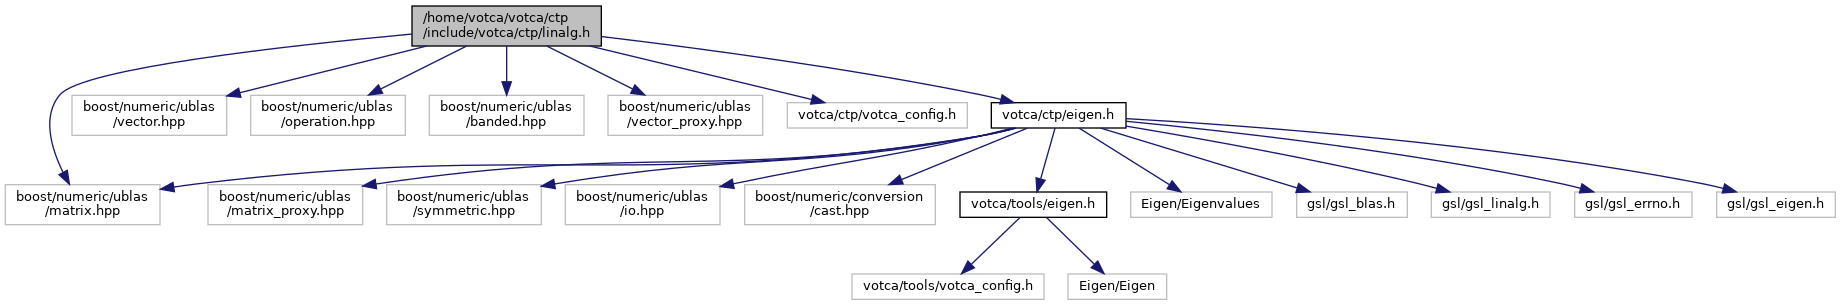 /home/votca/votca/ctp
/include/votca/ctp/linalg.h
boost/numeric/ublas
/vector.hpp
boost/numeric/ublas
/operation.hpp
boost/numeric/ublas
/banded.hpp
boost/numeric/ublas
/vector_proxy.hpp
votca/ctp/votca_config.h
votca/ctp/eigen.h
boost/numeric/ublas
/matrix.hpp
boost/numeric/ublas
/matrix_proxy.hpp
boost/numeric/ublas
/symmetric.hpp
boost/numeric/ublas
/io.hpp
boost/numeric/conversion
/cast.hpp
votca/tools/eigen.h
Eigen/Eigenvalues
gsl/gsl_blas.h
gsl/gsl_linalg.h
gsl/gsl_errno.h
gsl/gsl_eigen.h
votca/tools/votca_config.h
Eigen/Eigen